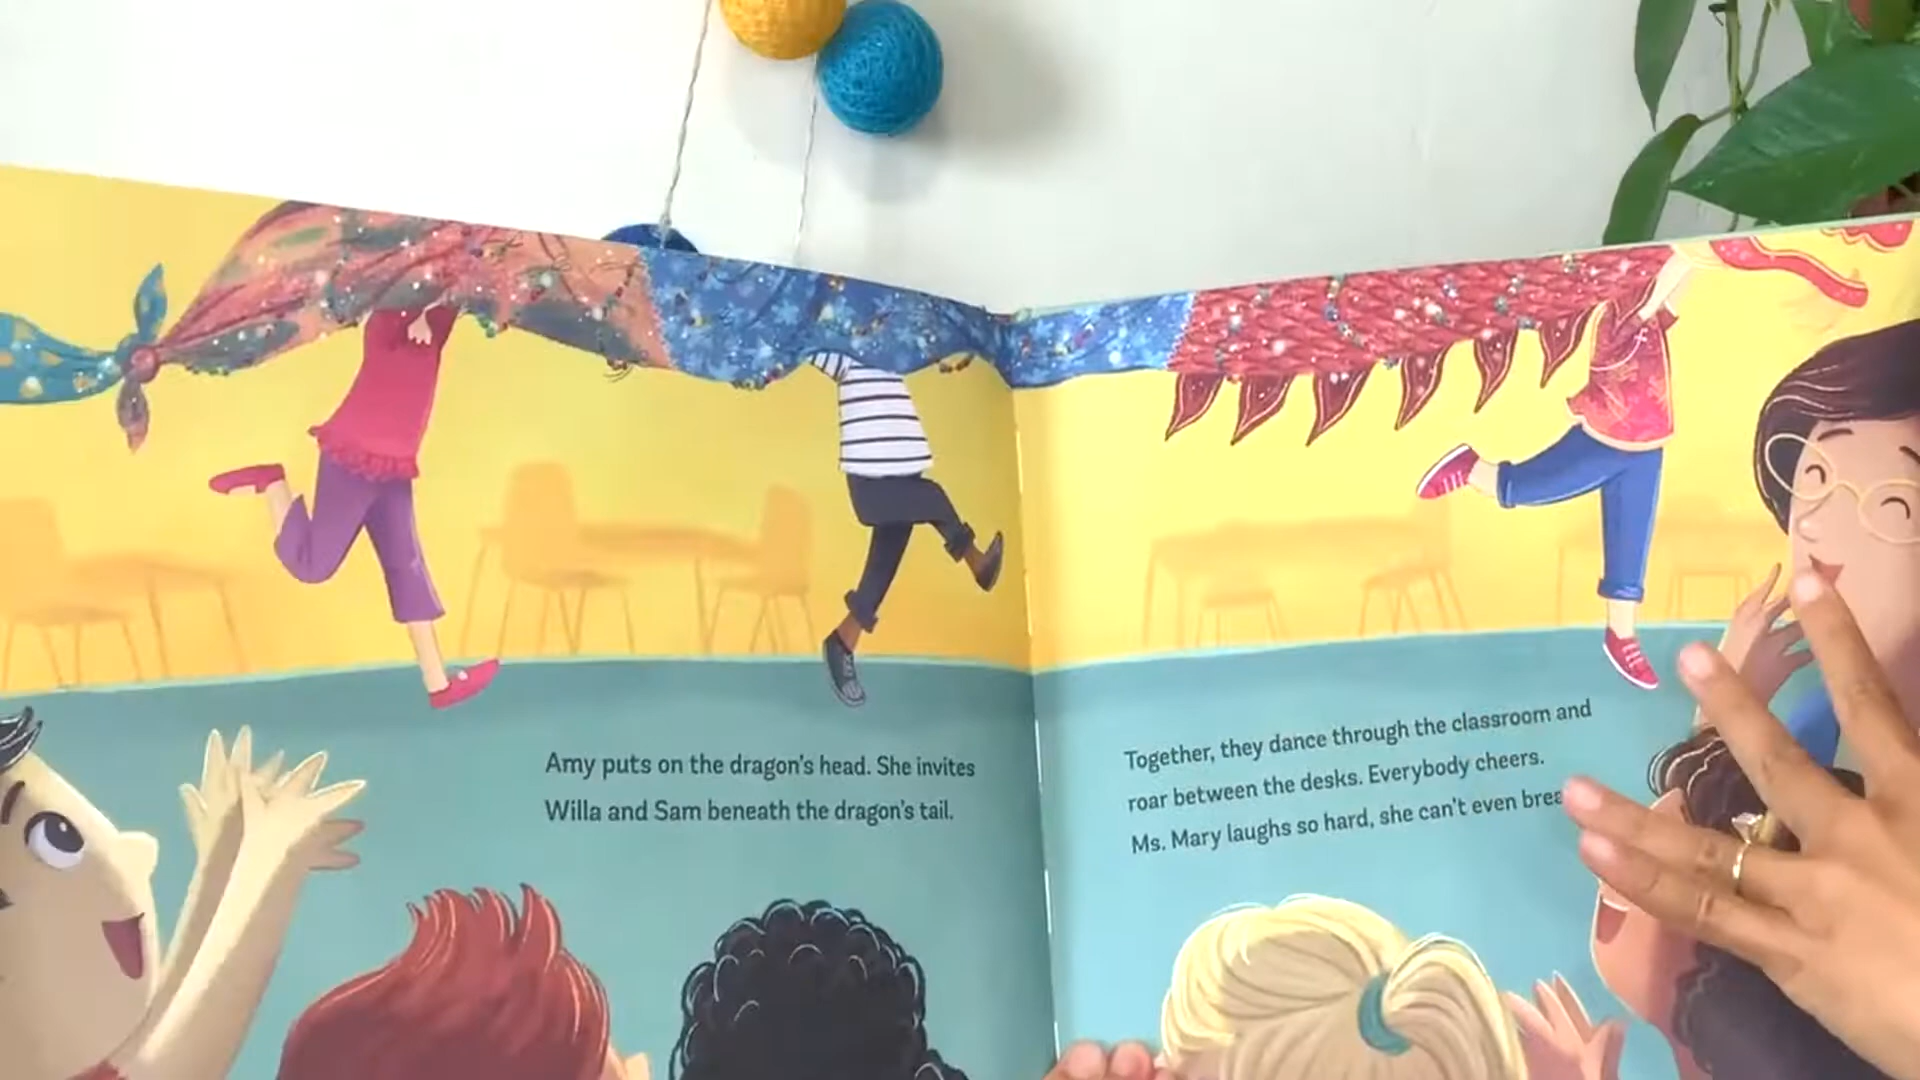 Amy puts on the dragon's head. She invites
Willa and Sam beneath the dragon's tail.
Together, they dance through the classroom and
roar between the desks. Everybody cheers.
Ms. Mary laughs so hard, she can't even